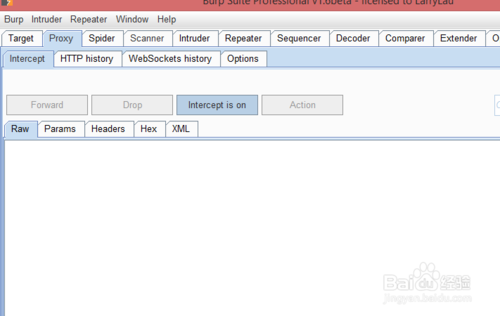 Burp Suite Professional v1.6beta - licensed to LarryLau
Burp Intruder Repeater Window Help
Target Proxy Spider Scanner Intruder Repeater Sequencer Decoder Comparer Extender O
Intercept HTTP history WebSockets history Options
Forward Drop Intercept is on Action
Raw Params Headers Hex XML
Baidu 经验
jingyan.baidu.com